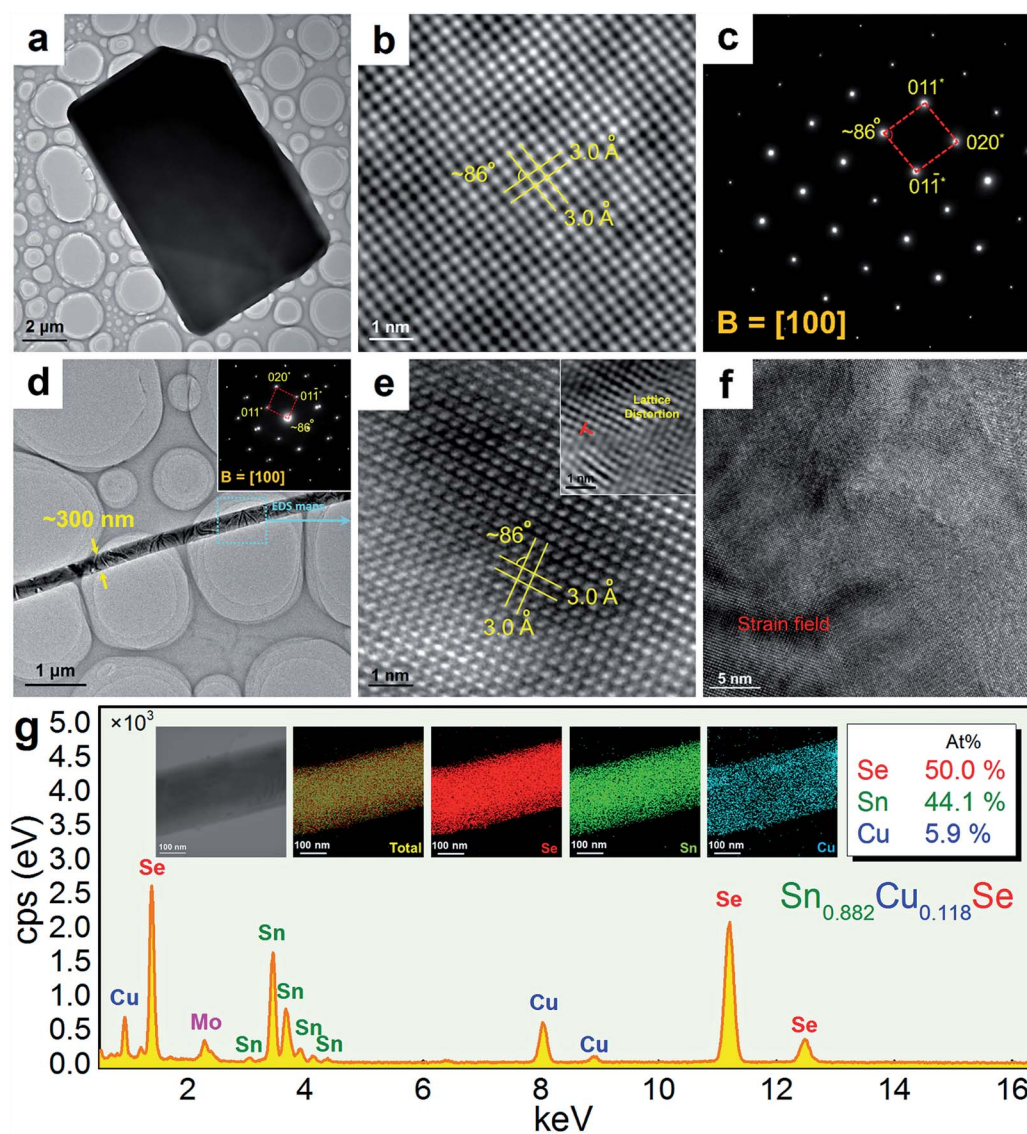 a
2 µm
b
~86°
3.0 Å
3.0 Å
1 nm
c
011*
~86°
020*
011̄*
B = [100]
d
020*
011̄*
011*
~86°
B = [100]
EDS maps
~300 nm
1 µm
e
Lattice
Distortion
1 nm
~86°
3.0 Å
3.0 Å
1 nm
f
Strain field
5 nm
g
×10³
5.0
4.5
4.0
3.5
3.0
2.5
2.0
1.5
1.0
0.5
0.0
cps (eV)
100 nm
100 nm Total
100 nm Se
100 nm Sn
100 nm Cu
At%
Se 50.0 %
Sn 44.1 %
Cu 5.9 %
Sn0.882Cu0.118Se
Cu
Se
Mo
Sn
Sn
Sn
Sn
Sn
Cu
Cu
Se
Se
2 4 6 8 10 12 14 16
keV